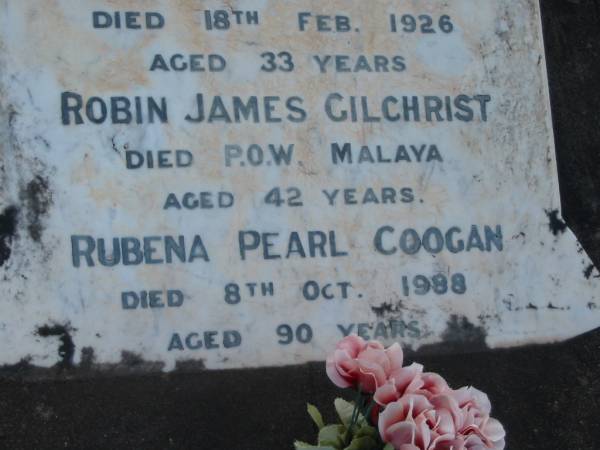 DIED 18TH FEB. 1926
AGED 33 YEARS
ROBIN JAMES GILCHRIST
DIED P.O.W. MALAYA
AGED 42 YEARS.
RUBENA PEARL COOGAN
DIED 8TH OCT. 1988
AGED 90 YEARS